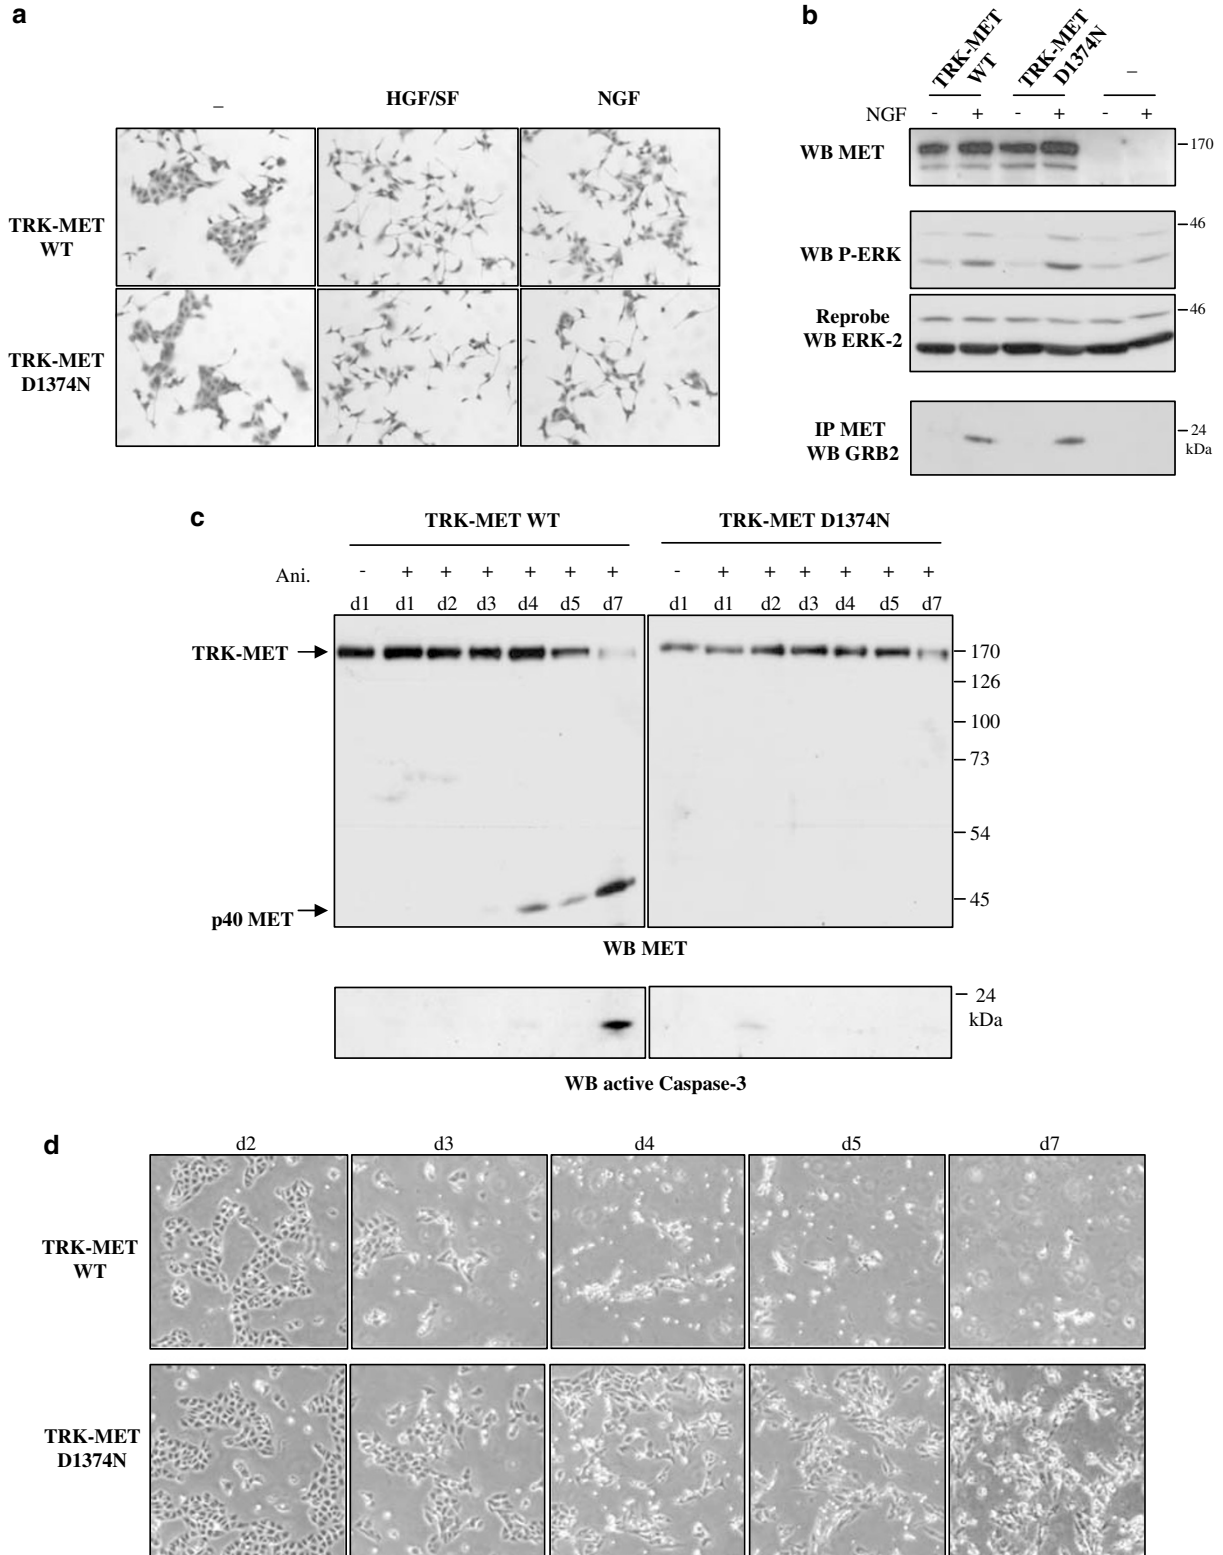 a
–
HGF/SF
NGF
TRK-MET
WT
TRK-MET
D1374N
b
TRK-MET
WT
TRK-MET
D1374N
–
NGF - + - + - +
WB MET
170
WB P-ERK
46
Reprobe
WB ERK-2
46
IP MET
WB GRB2
24
kDa
c
TRK-MET WT
TRK-MET D1374N
Ani. - + + + + + + - + + + + + +
d1 d1 d2 d3 d4 d5 d7 d1 d1 d2 d3 d4 d5 d7
TRK-MET
170
126
100
73
54
45
p40 MET
WB MET
24
kDa
WB active Caspase-3
d
d2 d3 d4 d5 d7
TRK-MET
WT
TRK-MET
D1374N